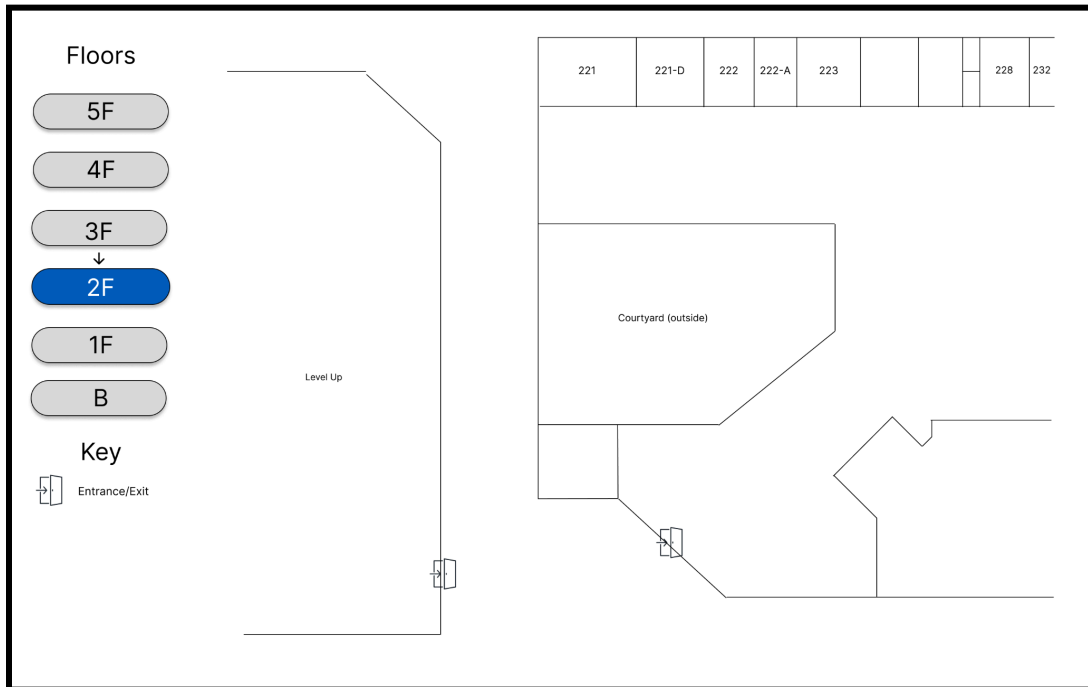 Floors
5F
4F
3F
2F
1F
B
Key
Entrance/Exit
Level Up
221
221-D
222
222-A
223
228
232
Courtyard (outside)